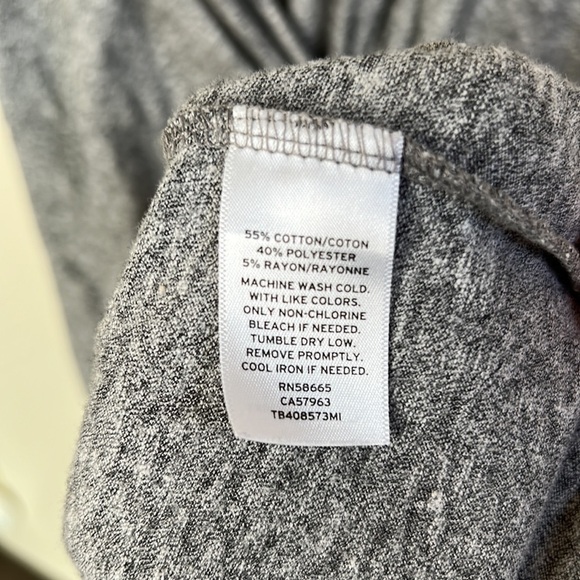 55% COTTON/COTON
40% POLYESTER
5% RAYON/RAYONNE
MACHINE WASH COLD.
WITH LIKE COLORS.
ONLY NON-CHLORINE
BLEACH IF NEEDED.
TUMBLE DRY LOW.
REMOVE PROMPTLY.
COOL IRON IF NEEDED.
RN58665
CA57963
TB408573MI